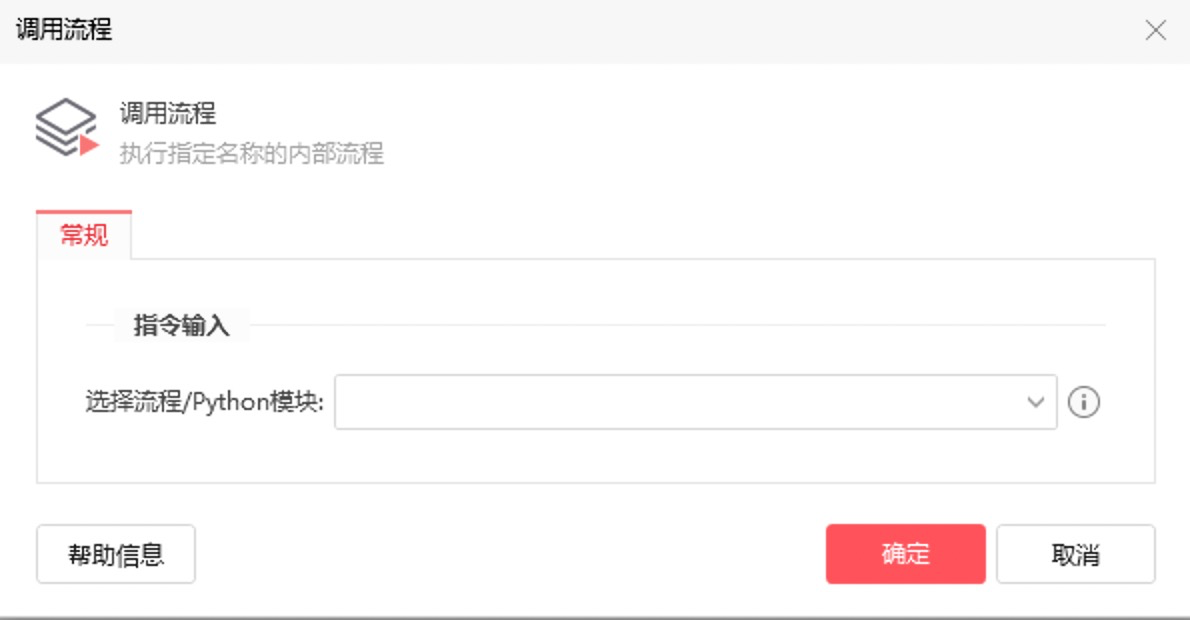 调用流程
调用流程
执行指定名称的内部流程
常规
指令输入
选择流程/Python模块:
帮助信息
确定
取消